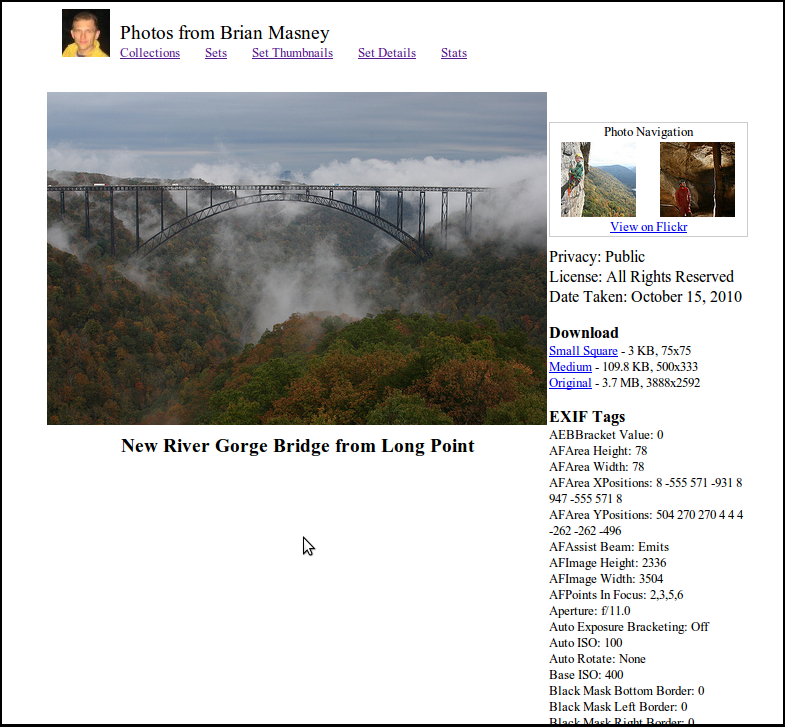 Photos from Brian Masney
Collections Sets Set Thumbnails Set Details Stats
Photo Navigation
View on Flickr
Privacy: Public
License: All Rights Reserved
Date Taken: October 15, 2010
Download
Small Square - 3 KB, 75x75
Medium - 109.8 KB, 500x333
Original - 3.7 MB, 3888x2592
EXIF Tags
AEBBracket Value: 0
AFArea Height: 78
AFArea Width: 78
AFArea XPositions: 8 -555 571 -931 8
947 -555 571 8
AFArea YPositions: 504 270 270 4 4 4
-262 -262 -496
AFAssist Beam: Emits
AFImage Height: 2336
AFImage Width: 3504
AFPoints In Focus: 2,3,5,6
Aperture: f/11.0
Auto Exposure Bracketing: Off
Auto ISO: 100
Auto Rotate: None
Base ISO: 400
Black Mask Bottom Border: 0
Black Mask Left Border: 0
Black Mask Right Border: 0
New River Gorge Bridge from Long Point